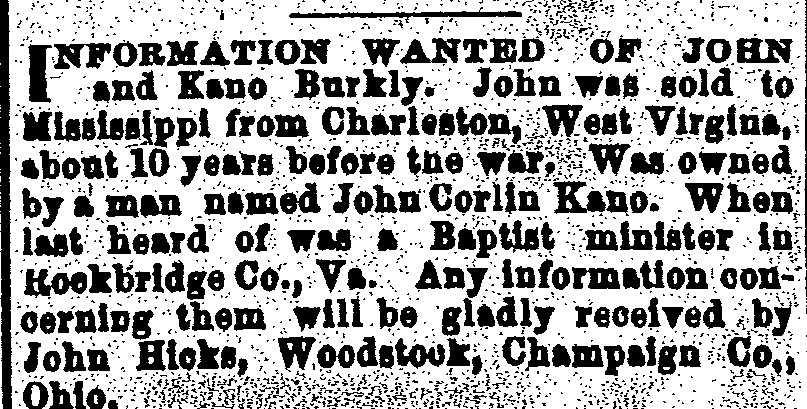 INFORMATION WANTED OF JOHN
and Kano Burkly. John was sold to
Mississippi from Charleston, West Virgina,
about 10 years before the war. Was owned
by a man named John Corlin Kano. When
last heard of was a Baptist minister in
Rockbridge Co., Va. Any information con-
cerning them will be gladly received by
John Hicks, Woodstock, Champaign Co.,
Ohio.